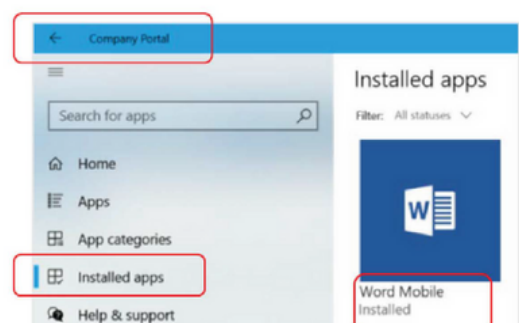 Company Portal
Installed apps
Search for apps
Filter: All statuses
Home
Apps
App categories
Installed apps
Help & support
W
Word Mobile
Installed